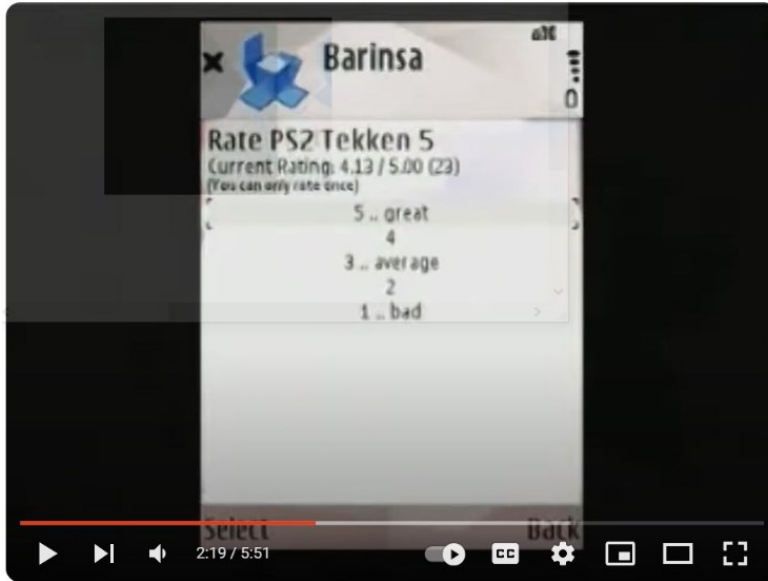 Barinsa
Rate PS2 Tekken 5
Current Rating: 4.13 / 5.00 (23)
(You can only rate once)
5 .. great
4
3 .. average
2
1 .. bad
Select
Back
2:19 / 5:51
CC